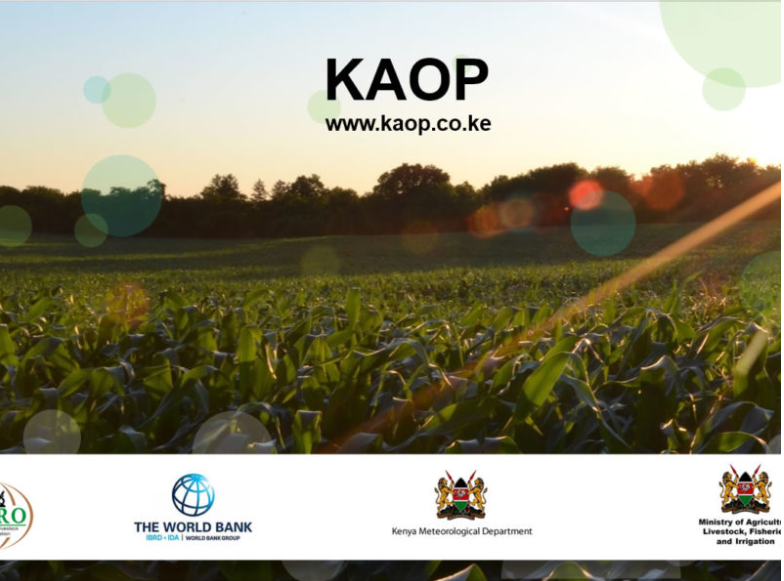 KAOP
www.kaop.co.ke
THE WORLD BANK
IBRD • IDA | WORLD BANK GROUP
Kenya Meteorological Department
Ministry of Agricultu
Livestock, Fisherie
and Irrigation